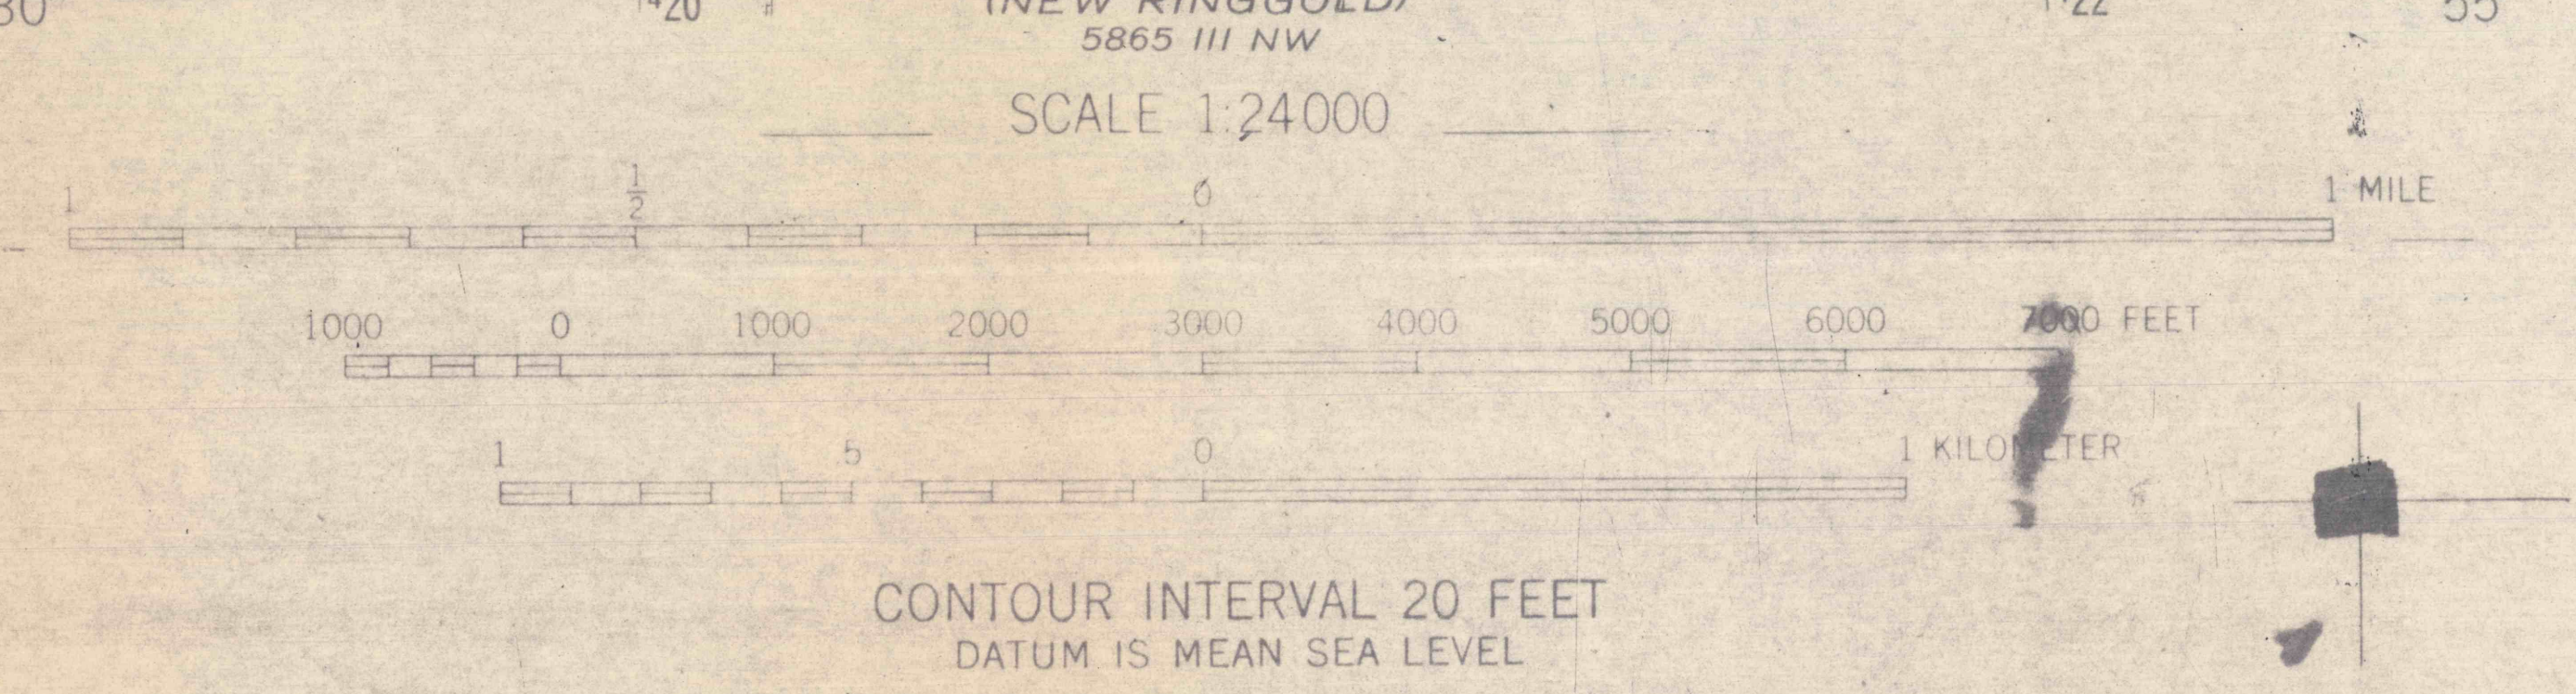 (NEW RINGGOLD)
5865 III NW
SCALE 1:24000
1 1/2 0 1 MILE
1000 0 1000 2000 3000 4000 5000 6000 7000 FEET
1 5 0 1 KILOMETER
CONTOUR INTERVAL 20 FEET
DATUM IS MEAN SEA LEVEL